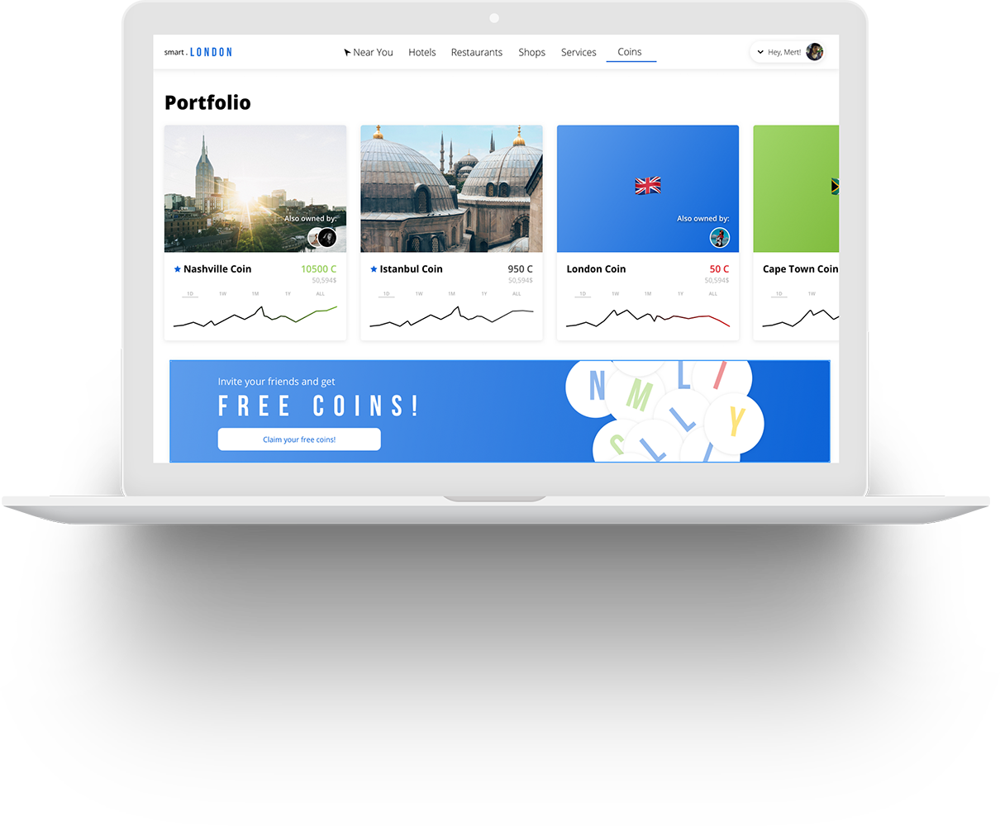 smart. LONDON
Near You Hotels Restaurants Shops Services Coins
Hey, Mert!
Portfolio
Also owned by:
Nashville Coin 10500 C
50,594$
1D 1W 1M 1Y ALL
Istanbul Coin 950 C
50,594$
1D 1W 1M 1Y ALL
Also owned by:
London Coin 50 C
50,594$
1D 1W 1M 1Y ALL
Cape Town Coin
1D 1W
Invite your friends and get
FREE COINS!
Claim your free coins!
N
M
L
I
L
Y
S
L
I